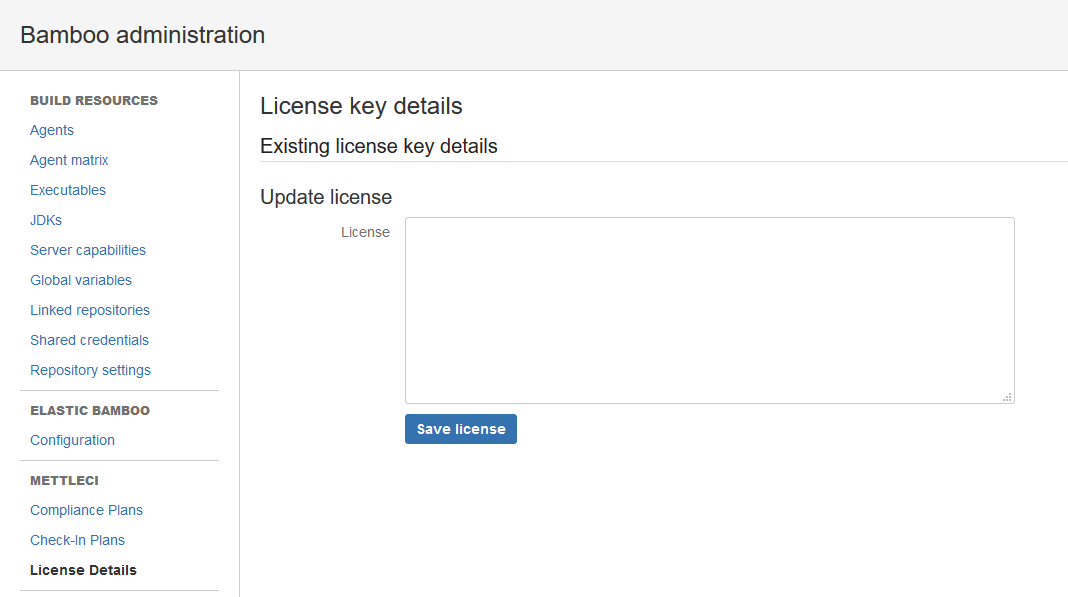 Bamboo administration
BUILD RESOURCES
Agents
Agent matrix
Executables
JDKs
Server capabilities
Global variables
Linked repositories
Shared credentials
Repository settings
ELASTIC BAMBOO
Configuration
METTLECI
Compliance Plans
Check-In Plans
License Details
License key details
Existing license key details
Update license
License
Save license